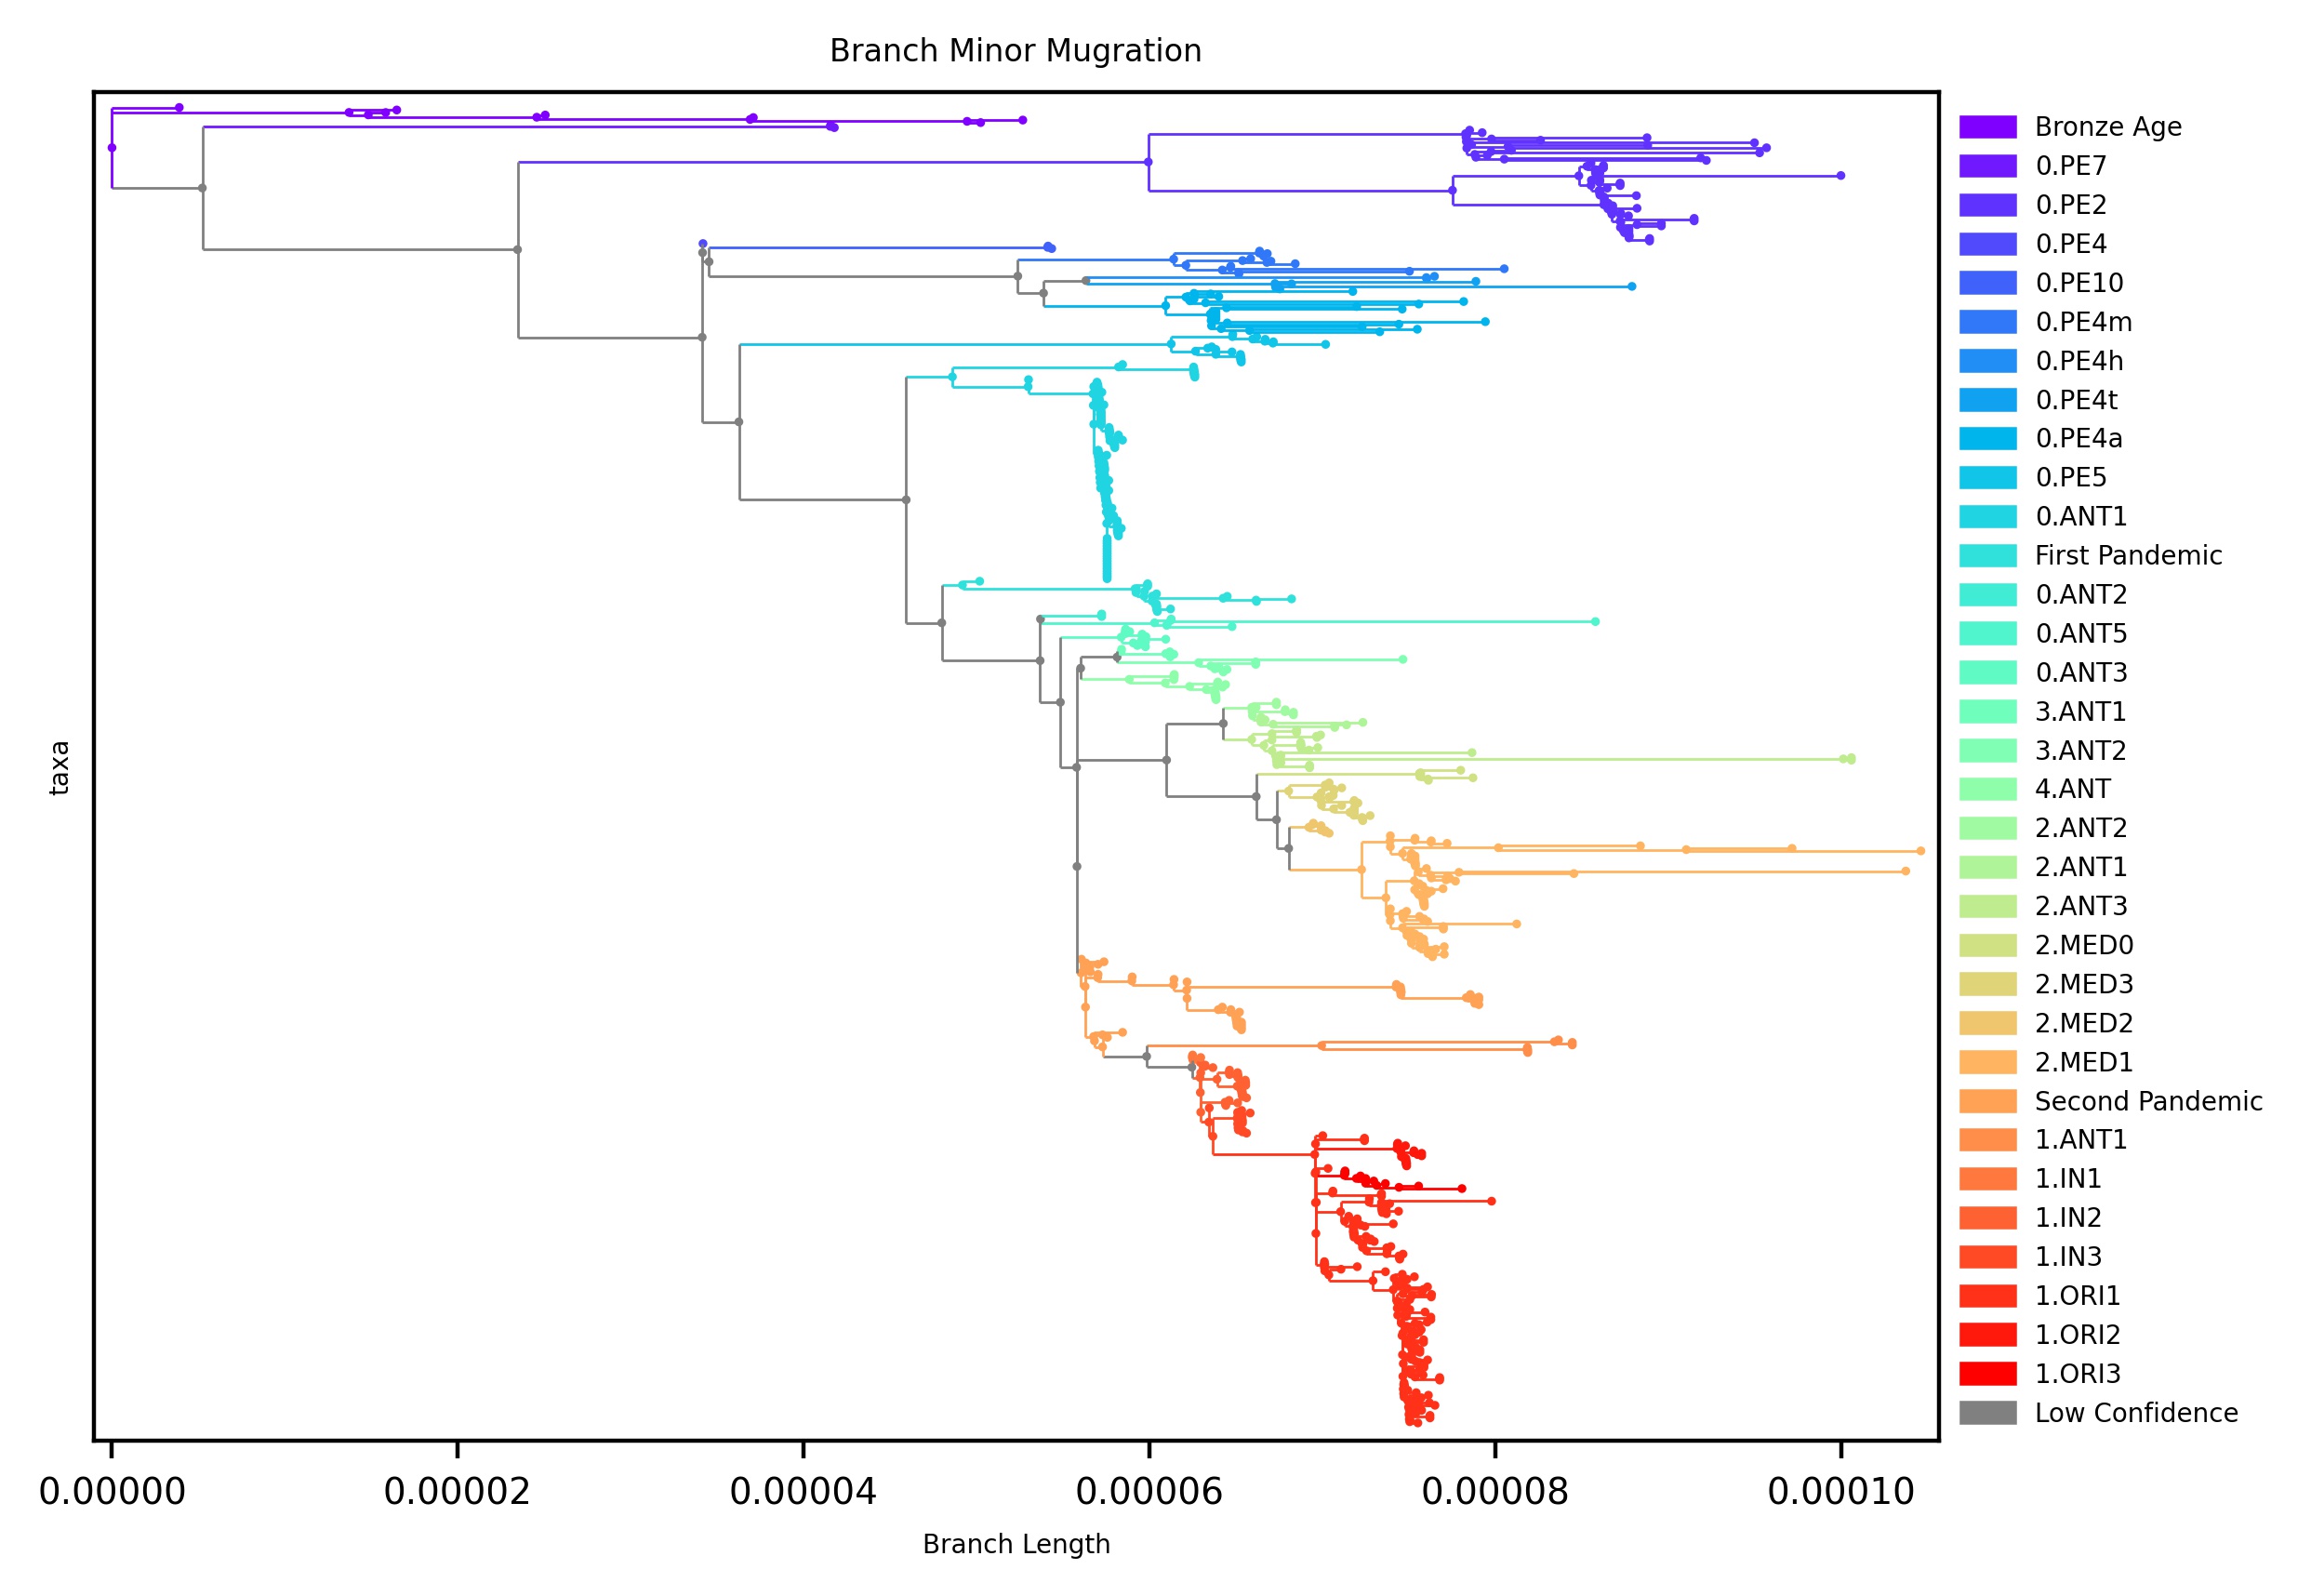 Branch Minor Mugration
Bronze Age
0.PE7
0.PE2
0.PE4
0.PE10
0.PE4m
0.PE4h
0.PE4t
0.PE4a
0.PE5
0.ANT1
First Pandemic
0.ANT2
0.ANT5
0.ANT3
3.ANT1
3.ANT2
4.ANT
2.ANT2
2.ANT1
2.ANT3
2.MED0
2.MED3
2.MED2
2.MED1
Second Pandemic
1.ANT1
1.IN1
1.IN2
1.IN3
1.ORI1
1.ORI2
1.ORI3
Low Confidence
taxa
0.00000 0.00002 0.00004 0.00006 0.00008 0.00010
Branch Length